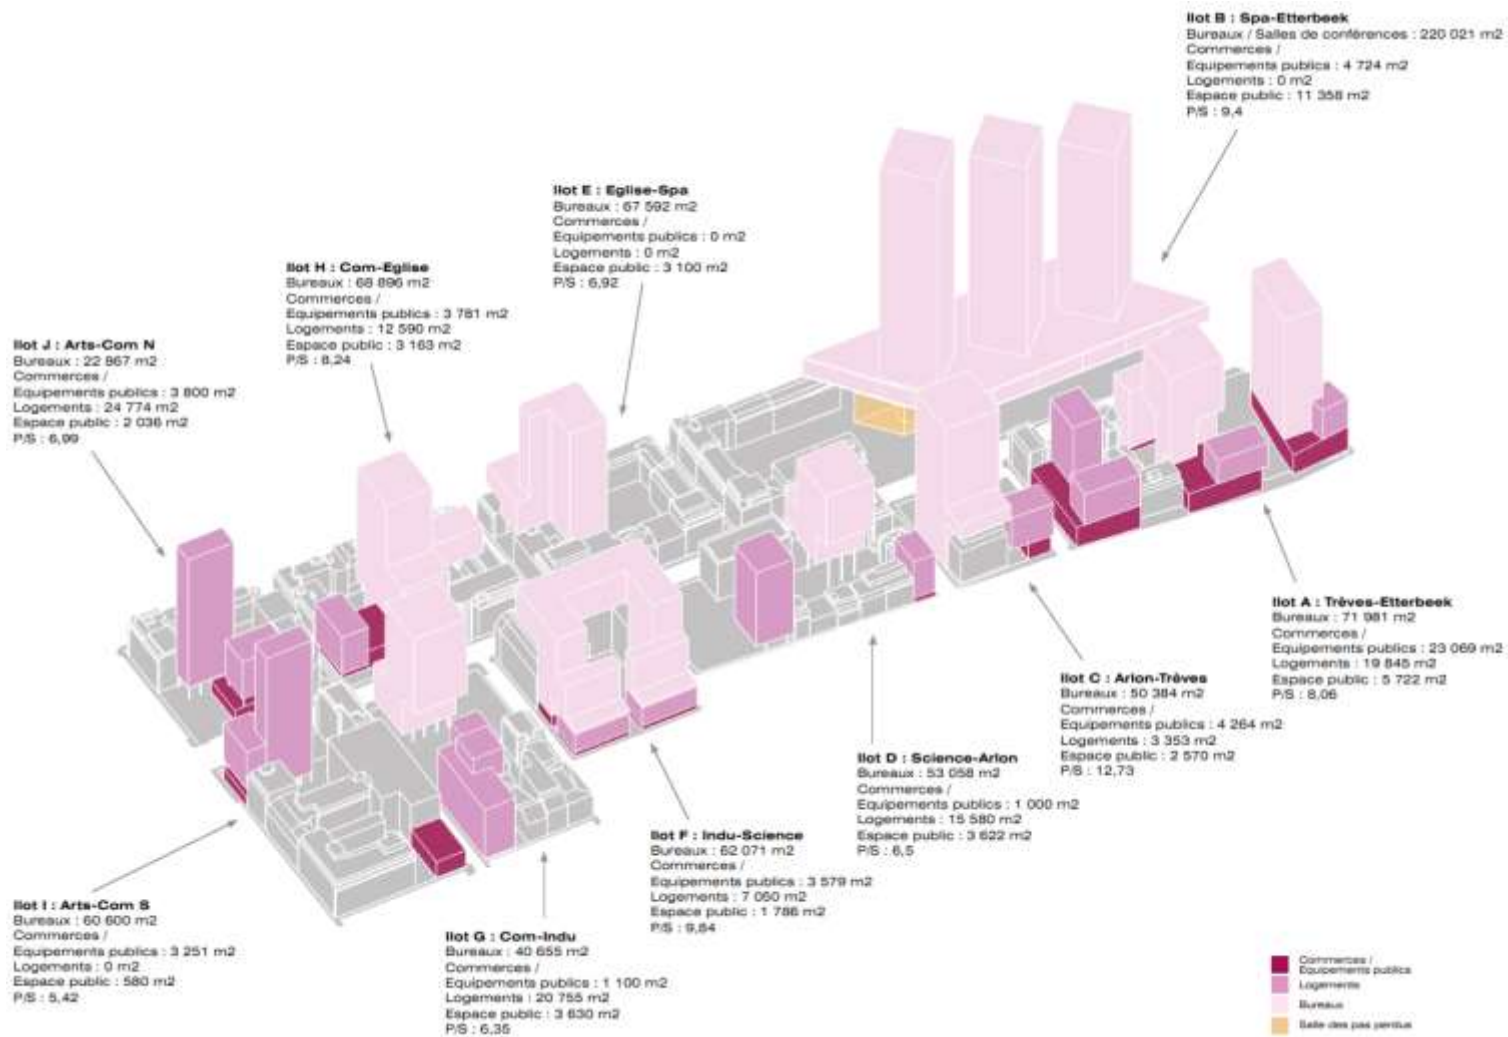 Ilot B : Spa-Etterbeek
Bureaux / Salles de conférences : 220 021 m2
Commerces /
Equipements publics : 4 724 m2
Logements : 0 m2
Espace public : 11 358 m2
P/S : 9,4
Ilot E : Eglise-Spa
Bureaux : 67 592 m2
Commerces /
Equipements publics : 0 m2
Logements : 0 m2
Espace public : 3 100 m2
P/S : 6,92
Ilot H : Com-Eglise
Bureaux : 68 896 m2
Commerces /
Equipements publics : 3 781 m2
Logements : 12 590 m2
Espace public : 3 163 m2
P/S : 8,24
Ilot J : Arts-Com N
Bureaux : 22 867 m2
Commerces /
Equipements publics : 3 800 m2
Logements : 24 774 m2
Espace public : 2 036 m2
P/S : 6,99
Ilot A : Trêves-Etterbeek
Bureaux : 71 981 m2
Commerces /
Equipements publics : 23 069 m2
Logements : 19 845 m2
Espace public : 5 722 m2
P/S : 8,06
Ilot C : Arlon-Trêves
Bureaux : 50 384 m2
Commerces /
Equipements publics : 4 264 m2
Logements : 3 353 m2
Espace public : 2 570 m2
P/S : 12,73
Ilot D : Science-Arlon
Bureaux : 53 058 m2
Commerces /
Equipements publics : 1 000 m2
Logements : 15 580 m2
Espace public : 3 622 m2
P/S : 6,5
Ilot F : Indu-Science
Bureaux : 62 071 m2
Commerces /
Equipements publics : 3 579 m2
Logements : 7 050 m2
Espace public : 1 786 m2
P/S : 9,84
Ilot I : Arts-Com S
Bureaux : 60 600 m2
Commerces /
Equipements publics : 3 251 m2
Logements : 0 m2
Espace public : 580 m2
P/S : 5,42
Ilot G : Com-Indu
Bureaux : 40 655 m2
Commerces /
Equipements publics : 1 100 m2
Logements : 20 755 m2
Espace public : 3 630 m2
P/S : 6,35
Commerces /
Equipements publics
Logements
Bureaux
Salle des pas perdus